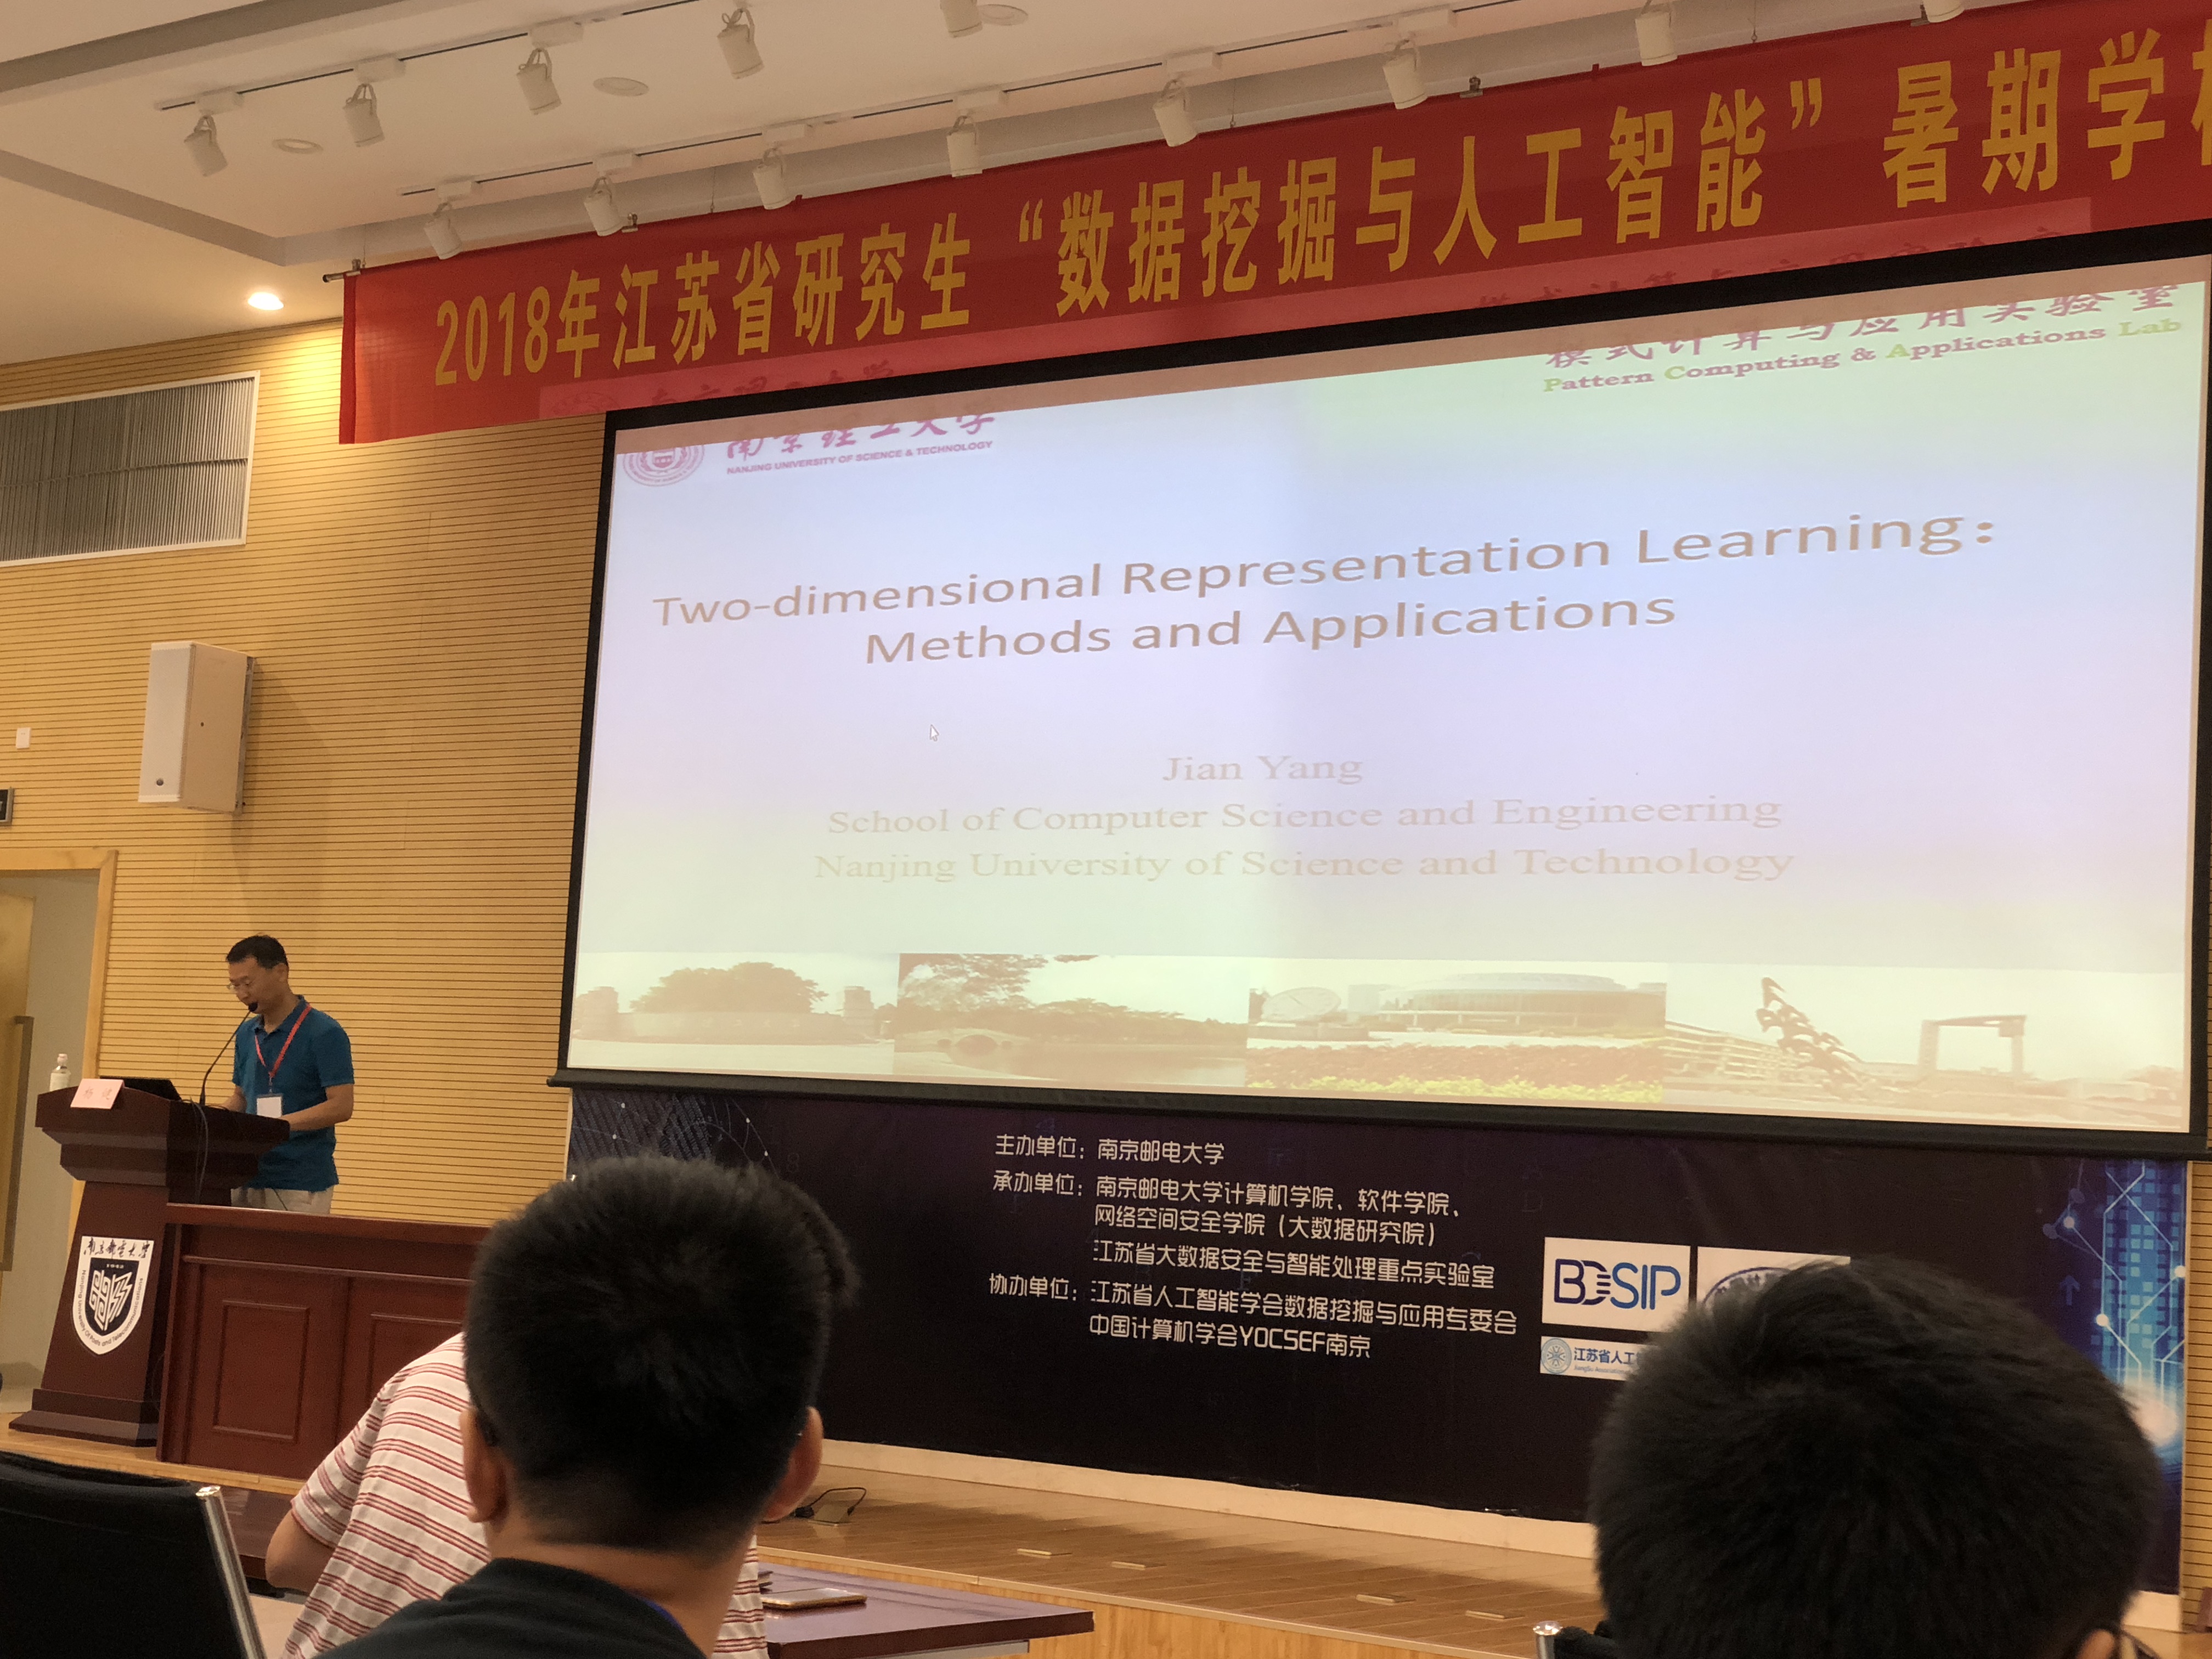 2018年江苏省研究生“数据挖掘与人工智能”暑期学
模式计算与应用实验室
Pattern Computing & Applications Lab
南京理工大学
NANJING UNIVERSITY OF SCIENCE & TECHNOLOGY
Two-dimensional Representation Learning:
Methods and Applications
Jian Yang
School of Computer Science and Engineering
Nanjing University of Science and Technology
主办单位：南京邮电大学
承办单位：南京邮电大学计算机学院、软件学院、
网络空间安全学院（大数据研究院）
江苏省大数据安全与智能处理重点实验室
协办单位：江苏省人工智能学会数据挖掘与应用专委会
中国计算机学会YOCSEF南京
BDSIP
江苏省人工
南京邮电大学
1942